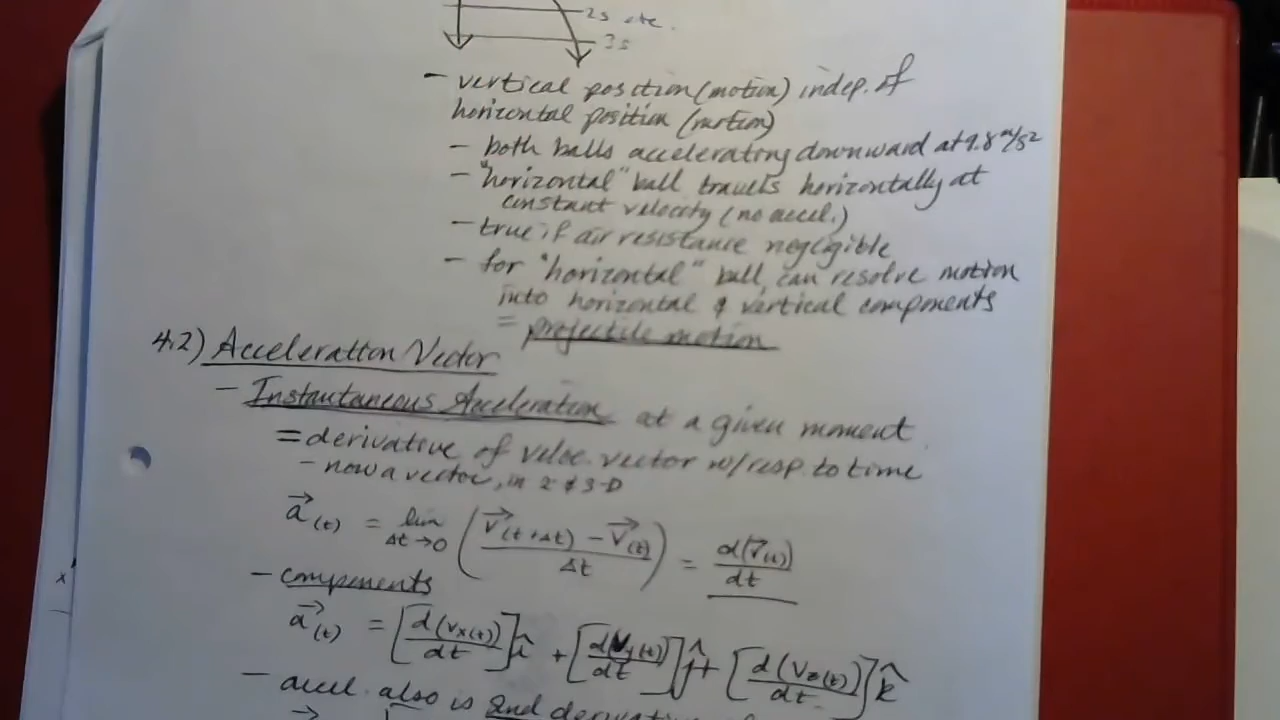 2s etc.
3s
- vertical position (motion) indep. of
horizontal position (motion)
- both balls accelerating downward at 9.8 m/s²
- "horizontal" ball travels horizontally at
constant velocity (no accel.)
- true if air resistance negligible
- for "horizontal" ball, can resolve motion
into horizontal & vertical components
= projectile motion
4.2) Acceleration Vector
- Instantaneous Acceleration at a given moment
= derivative of veloc. vector w/resp. to time
- now a vector, in 2 & 3-D
a⃗(t) = lim Δt→0 ( (v⃗(t+Δt) - v⃗(t)) / Δt ) = d(v⃗(t)) / dt
- components
a⃗(t) = [d(vx(t))/dt] î + [d(vy(t))/dt] ĵ + [d(vz(t))/dt] k̂
- accel. also is 2nd derivative of